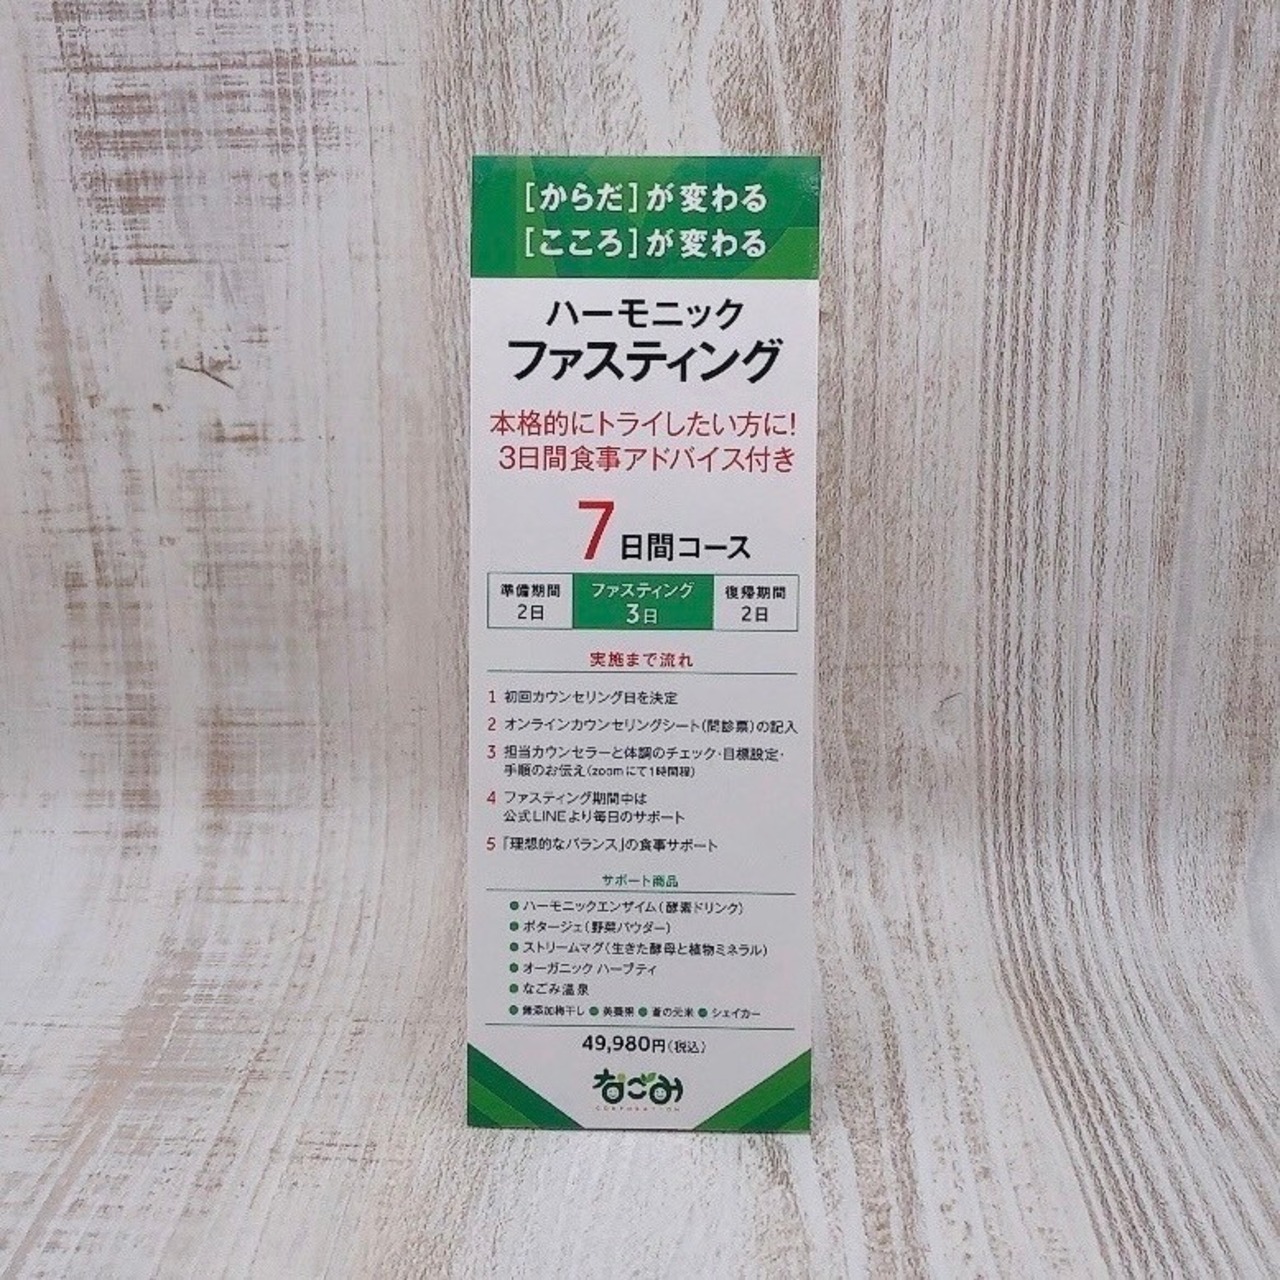 [からだ]が変わる
[こころ]が変わる
ハーモニック
ファスティング
本格的にトライしたい方に!
3日間食事アドバイス付き
7日間コース
準備期間 ファスティング 復帰期間
2日 3日 2日
実施まで流れ
1 初回カウンセリング日を決定
2 オンラインカウンセリングシート(問診票)の記入
3 担当カウンセラーと体調のチェック・目標設定・
手順のお伝え(zoomにて1時間程)
4 ファスティング期間中は
公式LINEより毎日のサポート
5 「理想的なバランス」の食事サポート
サポート商品
● ハーモニックエンザイム(酵素ドリンク)
● ポタージュ(野菜パウダー)
● ストリームマグ(生きた酵母と植物ミネラル)
● オーガニック ハーブティ
● なごみ温泉
● 無添加梅干し ● ● ● シェイカー
49,980円(税込)
なごみ
CORPORATION